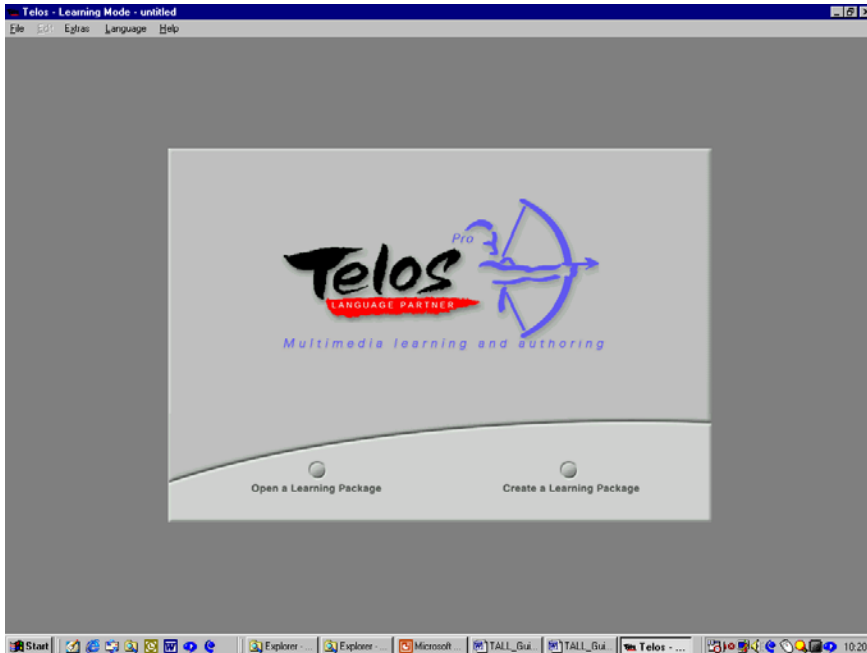 Telos - Learning Mode - untitled
File Edit Extras Language Help
Pro
Telos
LANGUAGE PARTNER
Multimedia learning and authoring
Open a Learning Package Create a Learning Package
Start Explorer - ... Explorer - ... Microsoft ... TALL_Gui... TALL_Gui... Telos - ... 10:20